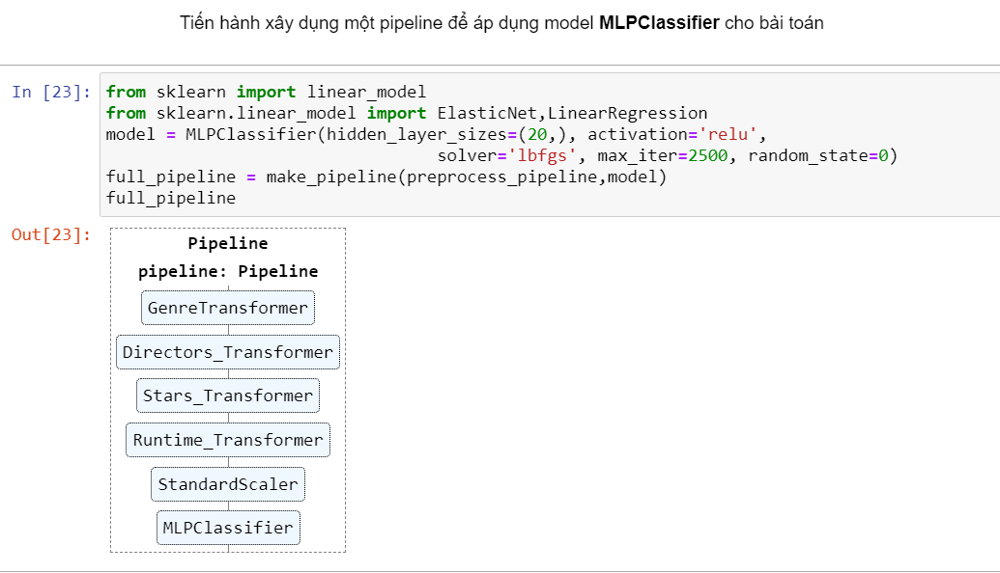 Tiến hành xây dụng một pipeline để áp dụng model MLPClassifier cho bài toán
In [23]: from sklearn import linear_model
from sklearn.linear_model import ElasticNet,LinearRegression
model = MLPClassifier(hidden_layer_sizes=(20,), activation='relu',
solver='lbfgs', max_iter=2500, random_state=0)
full_pipeline = make_pipeline(preprocess_pipeline,model)
full_pipeline
Out[23]:
Pipeline
pipeline: Pipeline
GenreTransformer
Directors_Transformer
Stars_Transformer
Runtime_Transformer
StandardScaler
MLPClassifier